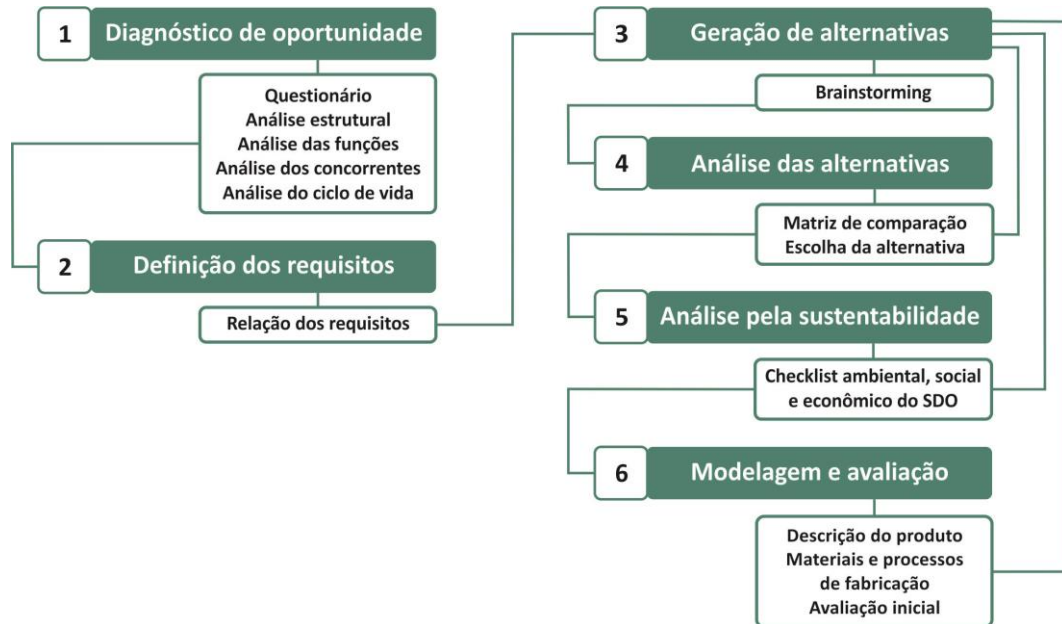 1
Diagnóstico de oportunidade
Questionário
Análise estrutural
Análise das funções
Análise dos concorrentes
Análise do ciclo de vida
2
Definição dos requisitos
Relação dos requisitos
3
Geração de alternativas
Brainstorming
4
Análise das alternativas
Matriz de comparação
Escolha da alternativa
5
Análise pela sustentabilidade
Checklist ambiental, social
e econômico do SDO
6
Modelagem e avaliação
Descrição do produto
Materiais e processos
de fabricação
Avaliação inicial